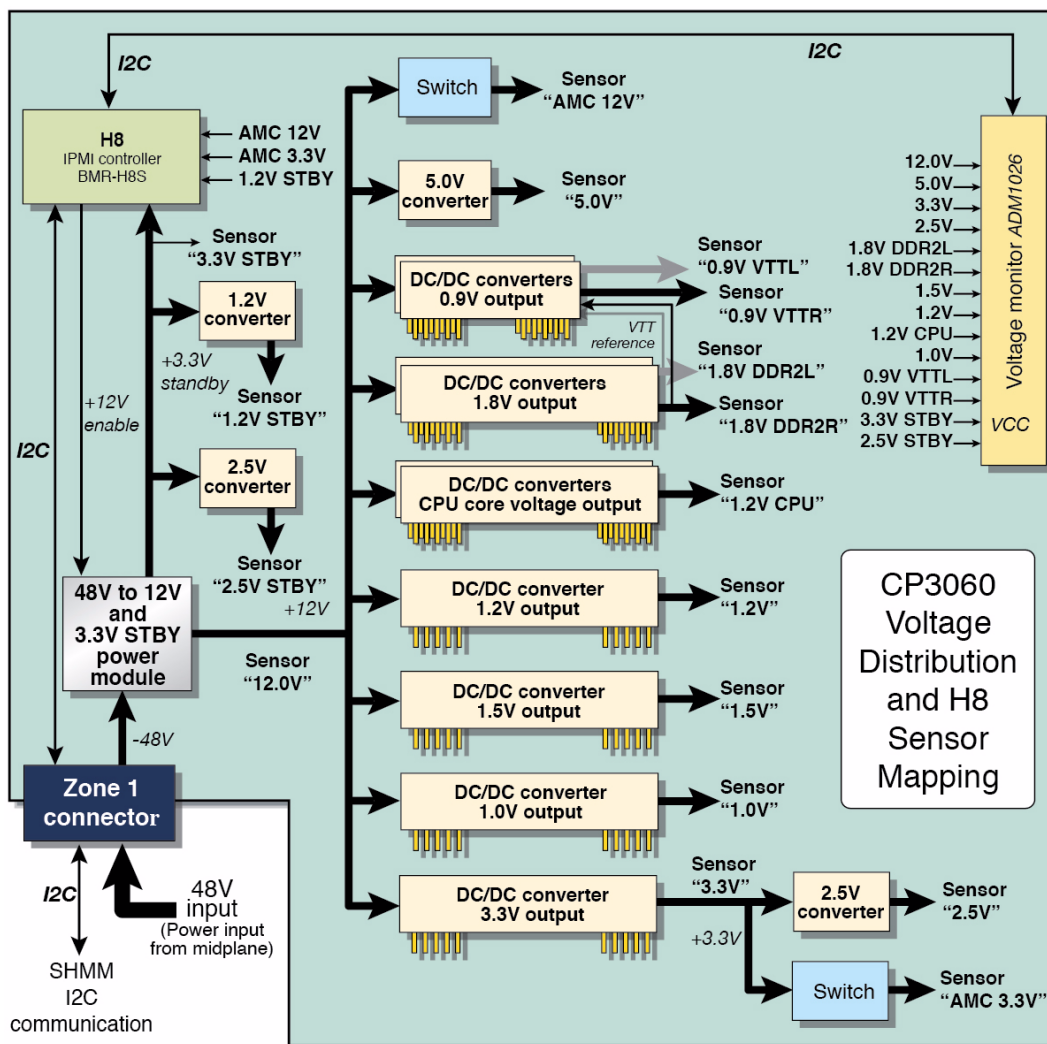 I2C
I2C
H8
IPMI controller
BMR-H8S
AMC 12V
AMC 3.3V
1.2V STBY
Switch
Sensor
“AMC 12V”
5.0V
converter
Sensor
“5.0V”
Sensor
“3.3V STBY”
1.2V
converter
+3.3V
standby
Sensor
“1.2V STBY”
+12V
enable
I2C
2.5V
converter
Sensor
“2.5V STBY”
DC/DC converters
0.9V output
Sensor
“0.9V VTTL”
Sensor
“0.9V VTTR”
VTT
reference
DC/DC converters
1.8V output
Sensor
“1.8V DDR2L”
Sensor
“1.8V DDR2R”
DC/DC converters
CPU core voltage output
Sensor
“1.2V CPU”
DC/DC converter
1.2V output
Sensor
“1.2V”
DC/DC converter
1.5V output
Sensor
“1.5V”
DC/DC converter
1.0V output
Sensor
“1.0V”
DC/DC converter
3.3V output
Sensor
“3.3V”
+3.3V
2.5V
converter
Sensor
“2.5V”
Switch
Sensor
“AMC 3.3V”
12.0V
5.0V
3.3V
2.5V
1.8V DDR2L
1.8V DDR2R
1.5V
1.2V
1.2V CPU
1.0V
0.9V VTTL
0.9V VTTR
3.3V STBY
2.5V STBY
Voltage monitor ADM1026
VCC
48V to 12V
and
3.3V STBY
power
module
+12V
Sensor
“12.0V”
-48V
Zone 1
connector
I2C
48V
input
(Power input
from midplane)
SHMM
I2C
communication
CP3060
Voltage
Distribution
and H8
Sensor
Mapping